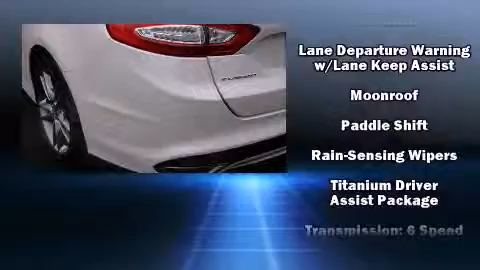 Lane Departure Warning
w/Lane Keep Assist
Moonroof
Paddle Shift
Rain-Sensing Wipers
Titanium Driver
Assist Package
Transmission: 6 Speed